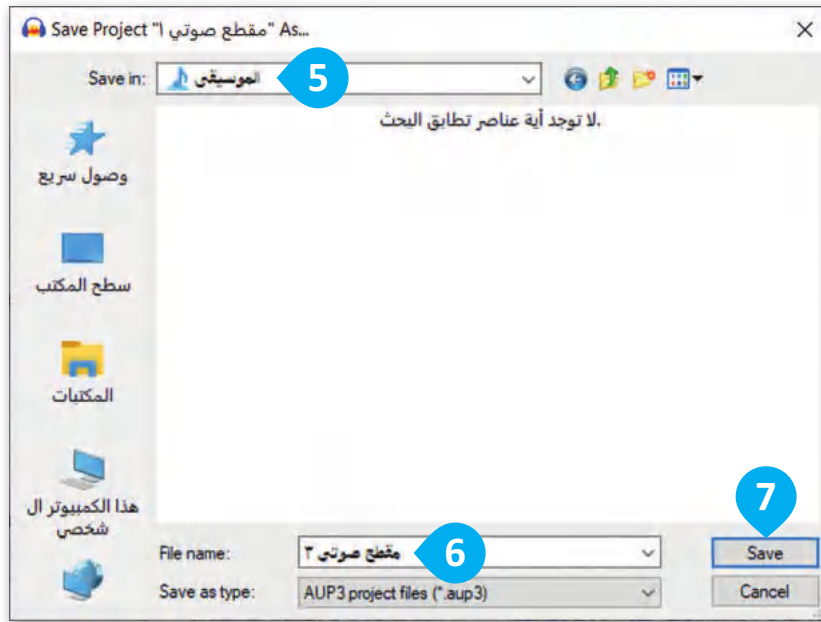 Save Project "مقطع صوتي ١" As...
Save in: الموسيقى 5
لا توجد أية عناصر تطابق البحث.
وصول سريع
سطح المكتب
المكتبات
هذا الكمبيوتر ال
شخصي
7
File name: مقطع صوتي ٣ 6 Save
Save as type: AUP3 project files (*.aup3) Cancel